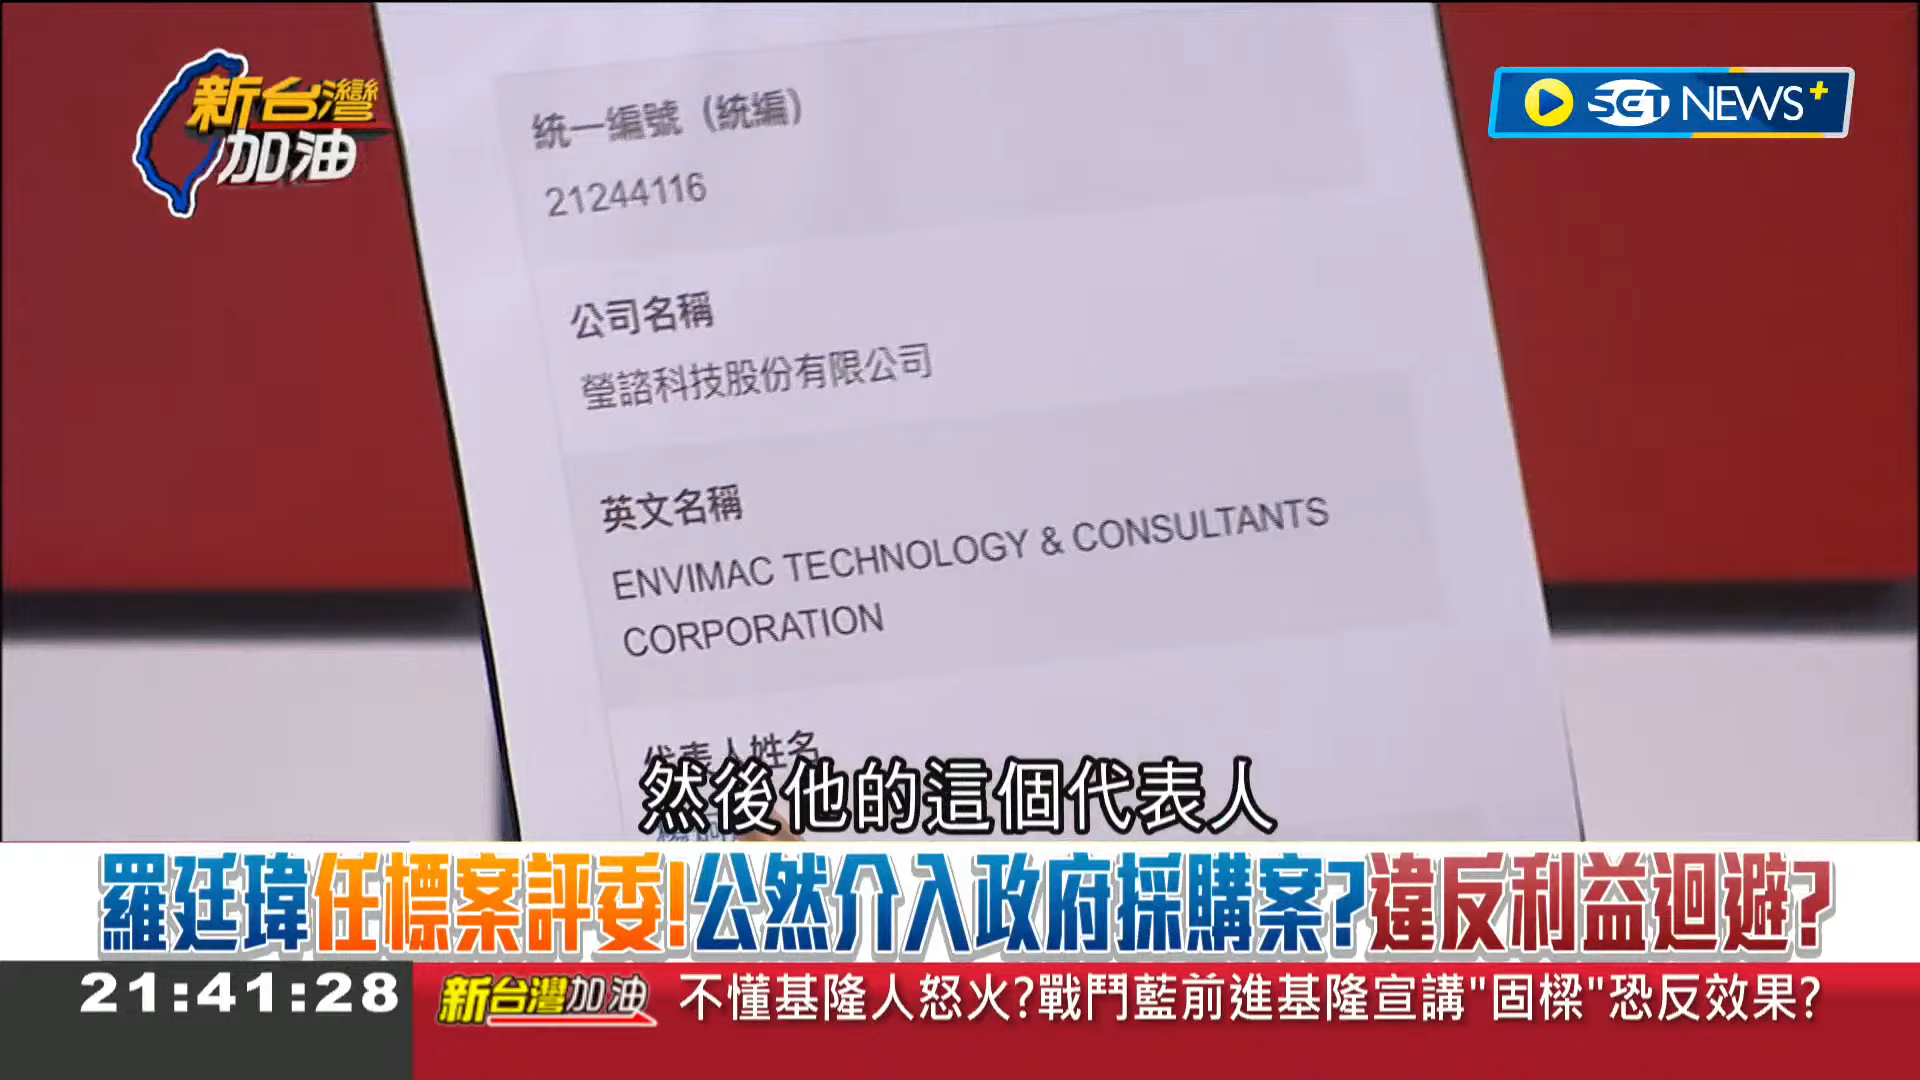 新台灣
加油
SET NEWS+
統一編號（統編）
21244116
公司名稱
瑩諮科技股份有限公司
英文名稱
ENVIMAC TECHNOLOGY & CONSULTANTS
CORPORATION
代表人姓名
然後他的這個代表人
羅廷瑋任標案評委!公然介入政府採購案?違反利益迴避?
21:41:28
新台灣加油
不懂基隆人怒火?戰鬥藍前進基隆宣講"固樑"恐反效果?